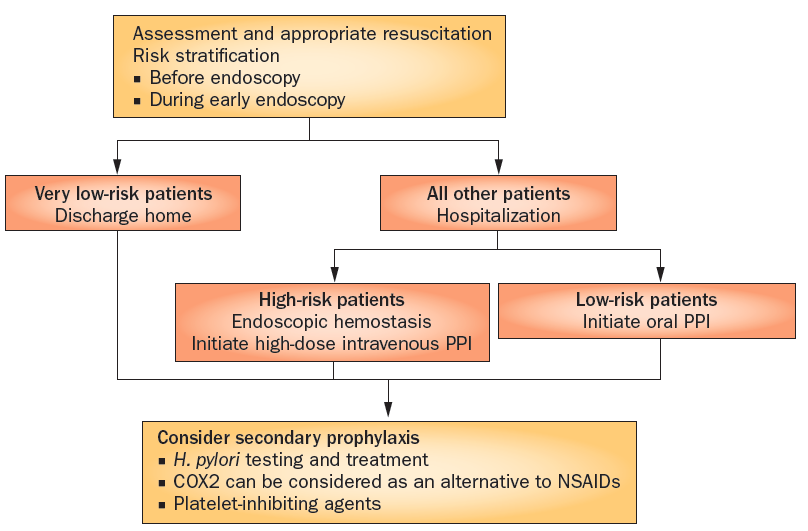 Assessment and appropriate resuscitation
Risk stratification
▪ Before endoscopy
▪ During early endoscopy
Very low-risk patients
Discharge home
All other patients
Hospitalization
High-risk patients
Endoscopic hemostasis
Initiate high-dose intravenous PPI
Low-risk patients
Initiate oral PPI
Consider secondary prophylaxis
▪ H. pylori testing and treatment
▪ COX2 can be considered as an alternative to NSAIDs
▪ Platelet-inhibiting agents